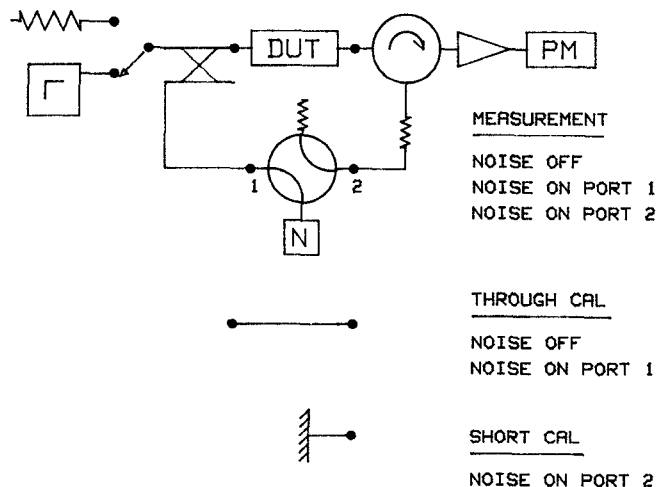 DUT
PM
Γ
1
2
N
MEASUREMENT
NOISE OFF
NOISE ON PORT 1
NOISE ON PORT 2
THROUGH CAL
NOISE OFF
NOISE ON PORT 1
SHORT CAL
NOISE ON PORT 2